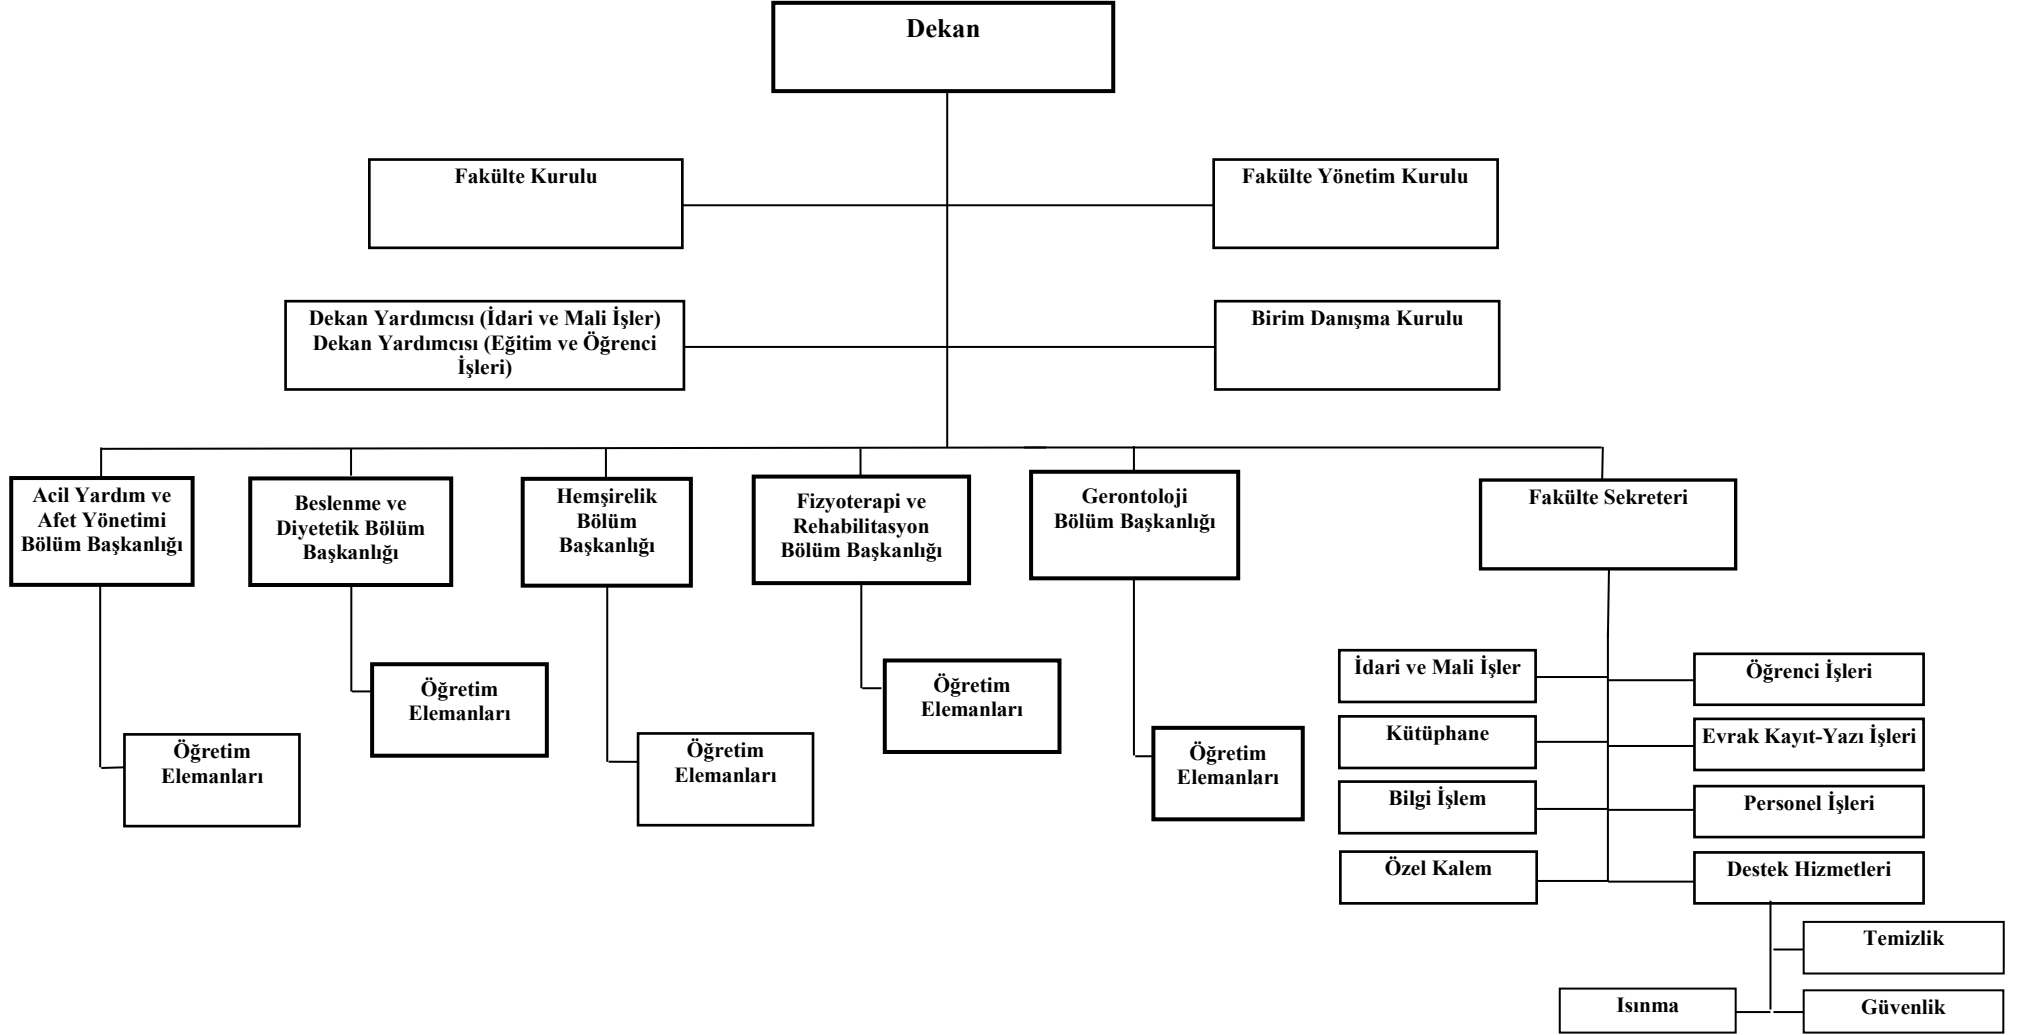 Dekan
Fakülte Kurulu
Fakülte Yönetim Kurulu
Dekan Yardımcısı (İdari ve Mali İşler)
Dekan Yardımcısı (Eğitim ve Öğrenci
İşleri)
Birim Danışma Kurulu
Acil Yardım ve
Afet Yönetimi
Bölüm Başkanlığı
Beslenme ve
Diyetetik Bölüm
Başkanlığı
Hemşirelik
Bölüm
Başkanlığı
Fizyoterapi ve
Rehabilitasyon
Bölüm Başkanlığı
Gerontoloji
Bölüm Başkanlığı
Fakülte Sekreteri
Öğretim
Elemanları
Öğretim
Elemanları
Öğretim
Elemanları
Öğretim
Elemanları
Öğretim
Elemanları
İdari ve Mali İşler
Öğrenci İşleri
Kütüphane
Evrak Kayıt-Yazı İşleri
Bilgi İşlem
Personel İşleri
Özel Kalem
Destek Hizmetleri
Temizlik
Isınma
Güvenlik